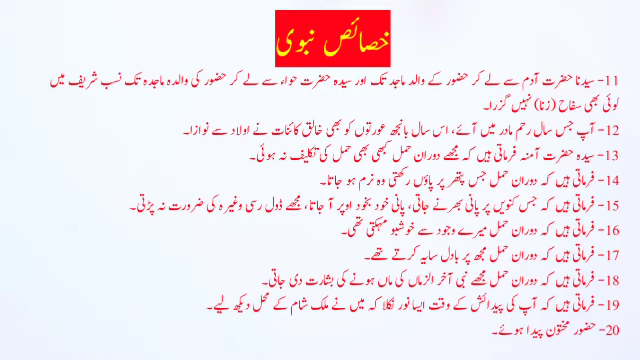 خصائص نبوی
11- سیدنا حضرت آدم سے لے کر حضور کے والد ماجد تک اور سیدہ حضرت حواء سے لے کر حضور کی والدہ ماجدہ تک نسب شریف میں
کوئی بھی سفاح (زنا) نہیں گزرا۔
12- آپ جس سال رحم مادر میں آئے، اس سال بانجھ عورتوں کو بھی خالق کائنات نے اولاد سے نوازا۔
13- سیدہ حضرت آمنہ فرماتی ہیں کہ مجھے دوران حمل کبھی بھی حمل کی تکلیف نہ ہوئی۔
14- فرماتی ہیں کہ دوران حمل جس پتھر پر پاؤں رکھتی وہ نرم ہو جاتا۔
15- فرماتی ہیں کہ جس کنویں پر پانی بھرنے جاتی، پانی خود بخود اوپر آ جاتا، مجھے ڈول رسی وغیرہ کی ضرورت نہ پڑتی۔
16- فرماتی ہیں کہ دوران حمل میرے وجود سے خوشبو مہکتی تھی۔
17- فرماتی ہیں کہ دوران حمل مجھ پر بادل سایہ کرتے تھے۔
18- فرماتی ہیں کہ دوران حمل مجھے نبی آخر الزماں کی ماں ہونے کی بشارت دی جاتی۔
19- فرماتی ہیں کہ آپ کی پیدائش کے وقت ایسا نور نکلا کہ میں نے ملک شام کے محل دیکھ لیے۔
20- حضور مختون پیدا ہوئے۔